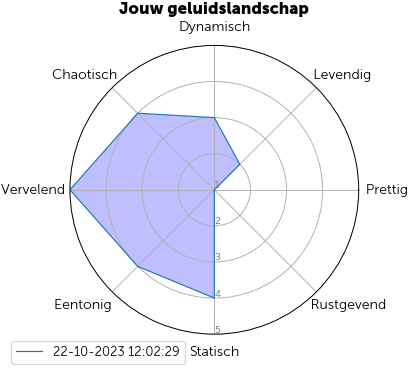 Jouw geluidslandschap
Dynamisch
Chaotisch
Levendig
Vervelend
Prettig
1
2
3
4
5
Eentonig
Rustgevend
Statisch
22-10-2023 12:02:29